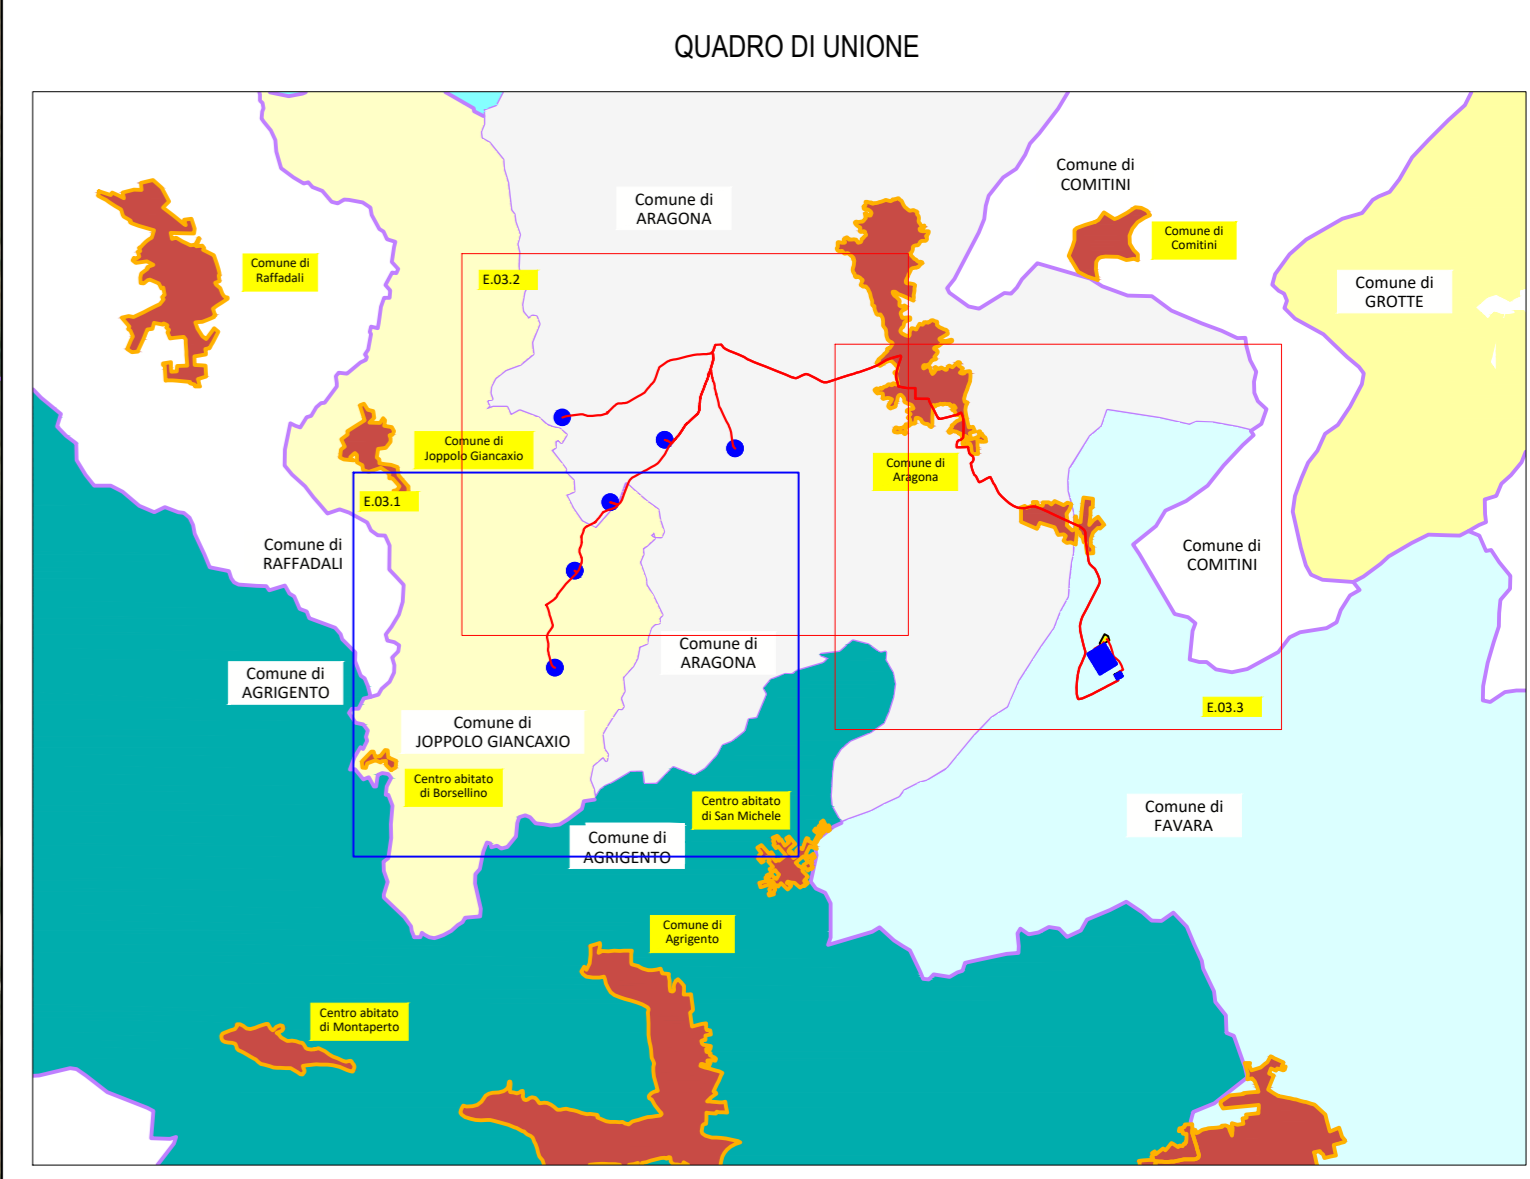 QUADRO DI UNIONE
Comune di
COMITINI
Comune di
ARAGONA
Comune di
Comitini
Comune di
Raffadali
E.03.2
Comune di
GROTTE
Comune di
Joppolo Giancaxio
Comune di
Aragona
E.03.1
Comune di
RAFFADALI
Comune di
COMITINI
Comune di
ARAGONA
Comune di
AGRIGENTO
E.03.3
Comune di
JOPPOLO GIANCAXIO
Centro abitato
di Borsellino
Centro abitato
di San Michele
Comune di
FAVARA
Comune di
AGRIGENTO
Comune di
Agrigento
Centro abitato
di Montaperto